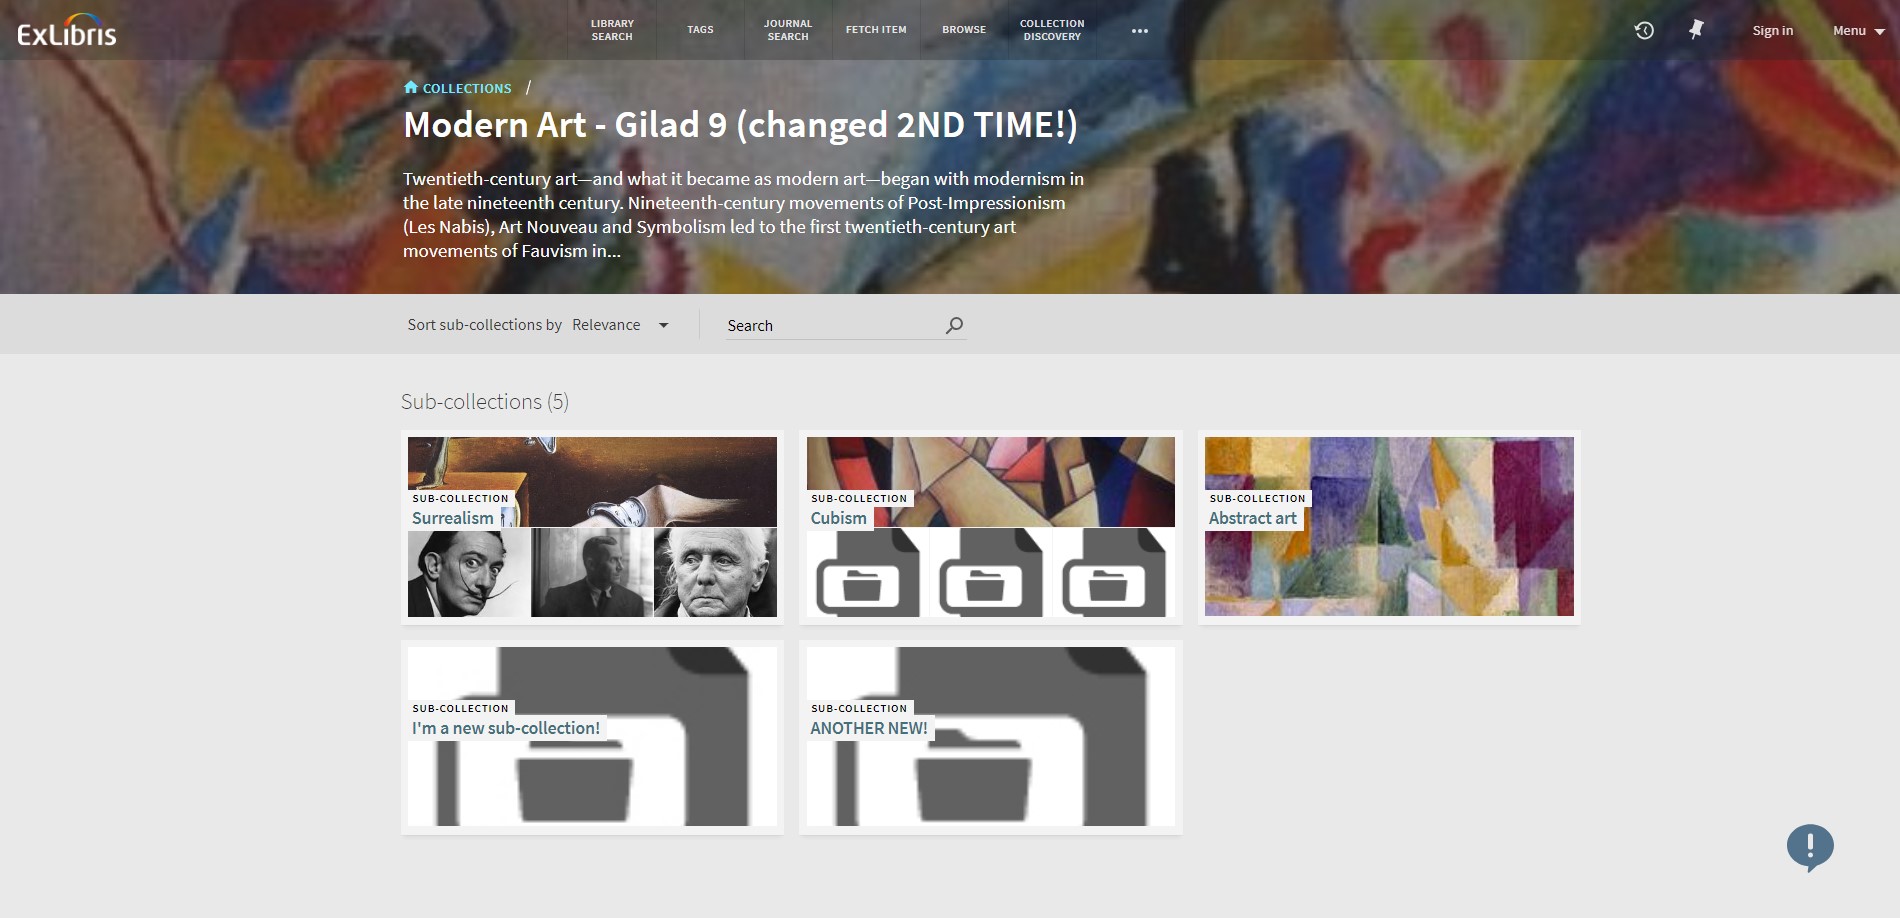 ExLibris
LIBRARY
SEARCH
TAGS
JOURNAL
SEARCH
FETCH ITEM
BROWSE
COLLECTION
DISCOVERY
Sign in
Menu
COLLECTIONS /
Modern Art - Gilad 9 (changed 2ND TIME!)
Twentieth-century art—and what it became as modern art—began with modernism in
the late nineteenth century. Nineteenth-century movements of Post-Impressionism
(Les Nabis), Art Nouveau and Symbolism led to the first twentieth-century art
movements of Fauvism in...
Sort sub-collections by Relevance
Search
Sub-collections (5)
SUB-COLLECTION
Surrealism
SUB-COLLECTION
Cubism
SUB-COLLECTION
Abstract art
SUB-COLLECTION
I'm a new sub-collection!
SUB-COLLECTION
ANOTHER NEW!